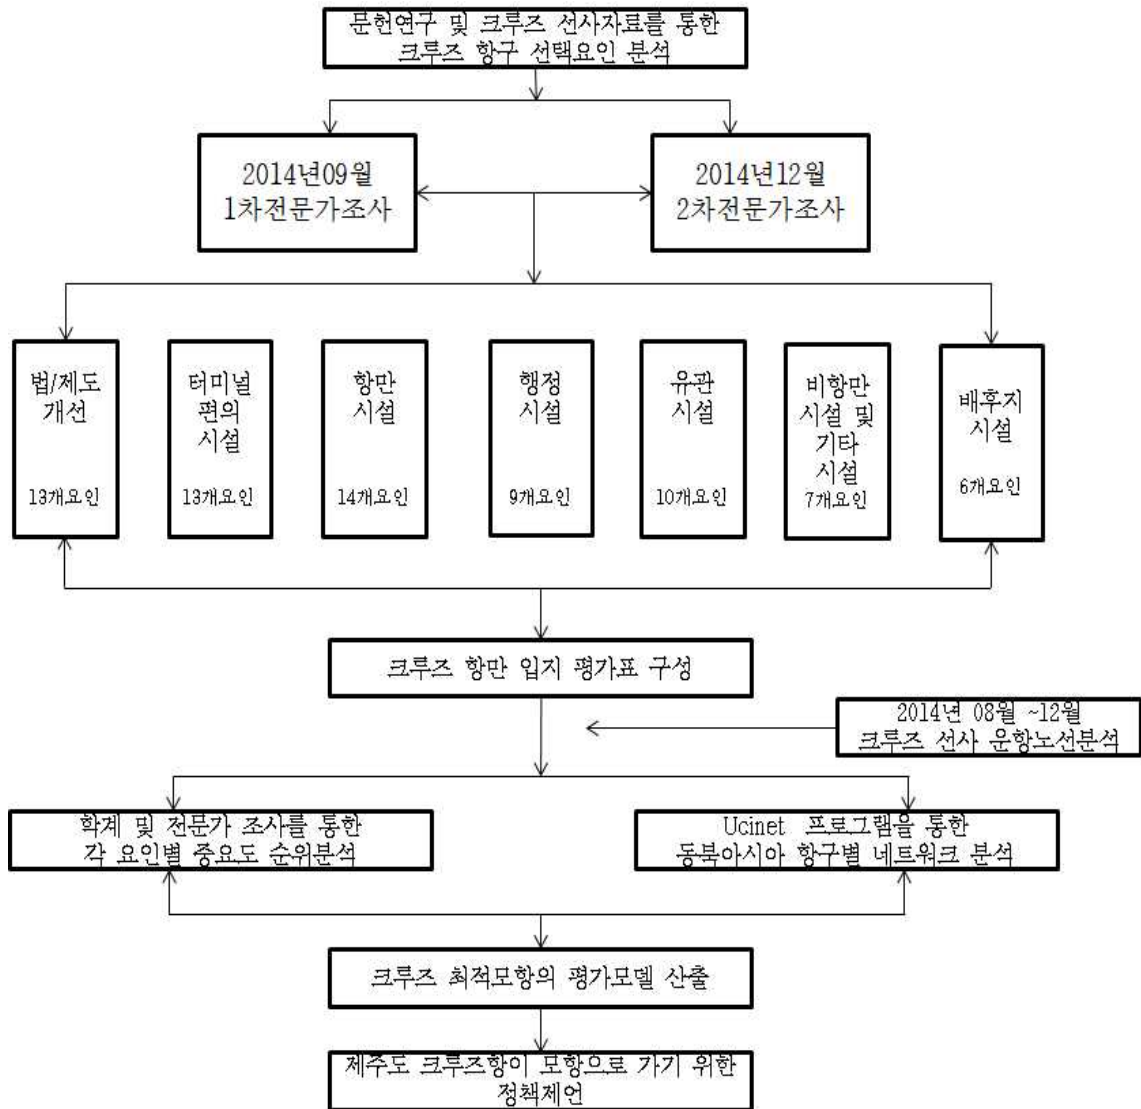 문헌연구 및 크루즈 선사자료를 통한
크루즈 항구 선택요인 분석
2014년09월
1차전문가조사
2014년12월
2차전문가조사
법/제도
개선
13개요인
터미널
편의
시설
13개요인
항만
시설
14개요인
행정
시설
9개요인
유관
시설
10개요인
비항만
시설 및
기타
시설
7개요인
배후지
시설
6개요인
크루즈 항만 입지 평가표 구성
2014년 08월 ~12월
크루즈 선사 운항노선분석
학계 및 전문가 조사를 통한
각 요인별 중요도 순위분석
Ucinet 프로그램을 통한
동북아시아 항구별 네트워크 분석
크루즈 최적모항의 평가모델 산출
제주도 크루즈항이 모항으로 가기 위한
정책제언